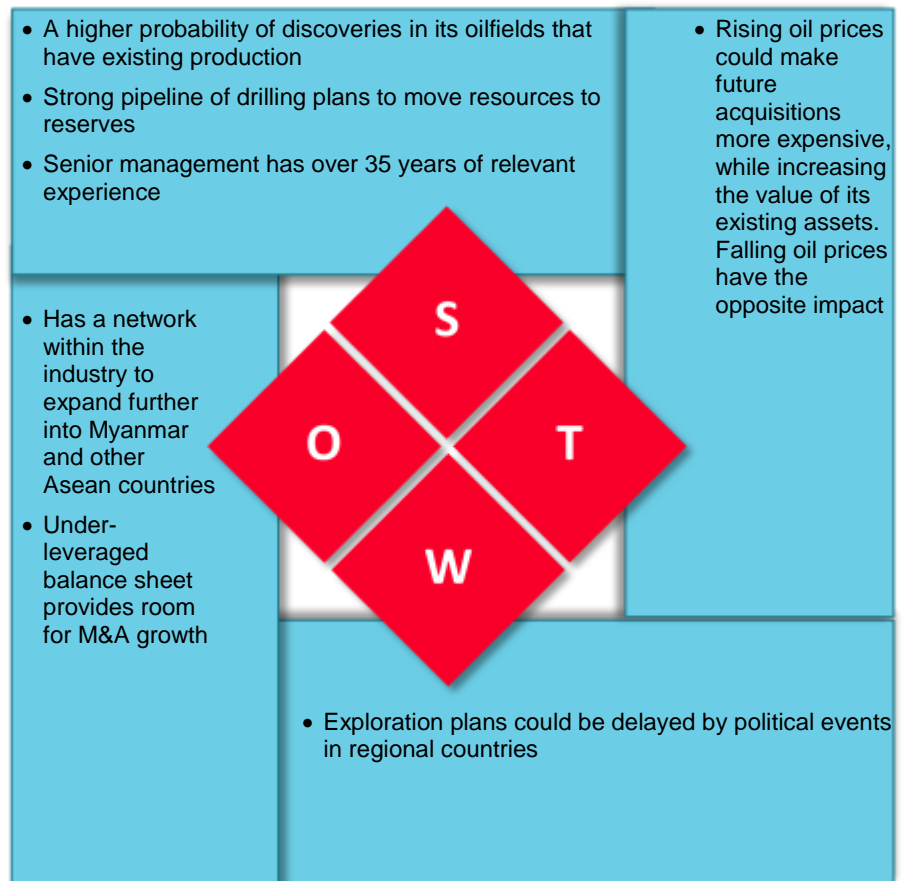 • A higher probability of discoveries in its oilfields that
have existing production
• Strong pipeline of drilling plans to move resources to
reserves
• Senior management has over 35 years of relevant
experience
• Rising oil prices
could make
future
acquisitions
more expensive,
while increasing
the value of its
existing assets.
Falling oil prices
have the
opposite impact
• Has a network
within the
industry to
expand further
into Myanmar
and other
Asean countries
• Under-
leveraged
balance sheet
provides room
for M&A growth
S
O
T
W
• Exploration plans could be delayed by political events
in regional countries